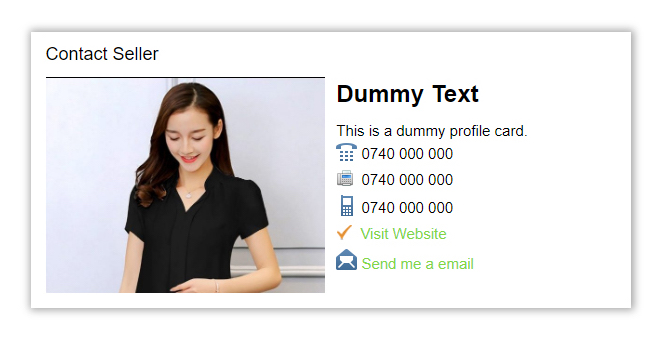 Contact Seller
Dummy Text
This is a dummy profile card.
0740 000 000
0740 000 000
0740 000 000
Visit Website
Send me a email